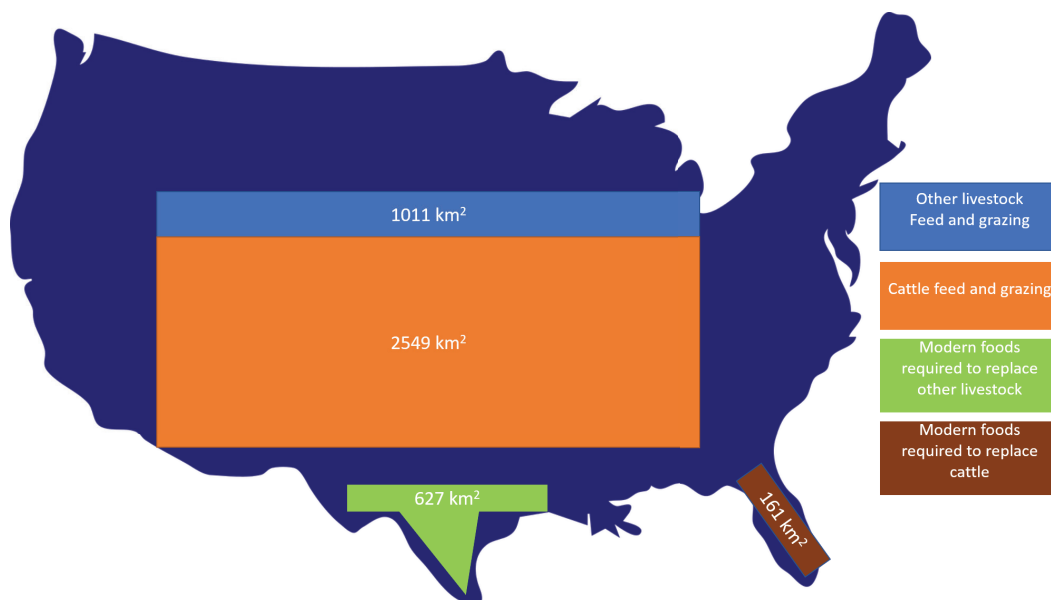 1011 km²
2549 km²
627 km²
161 km²
Other livestock
Feed and grazing
Cattle feed and grazing
Modern foods
required to replace
other livestock
Modern foods
required to replace
cattle